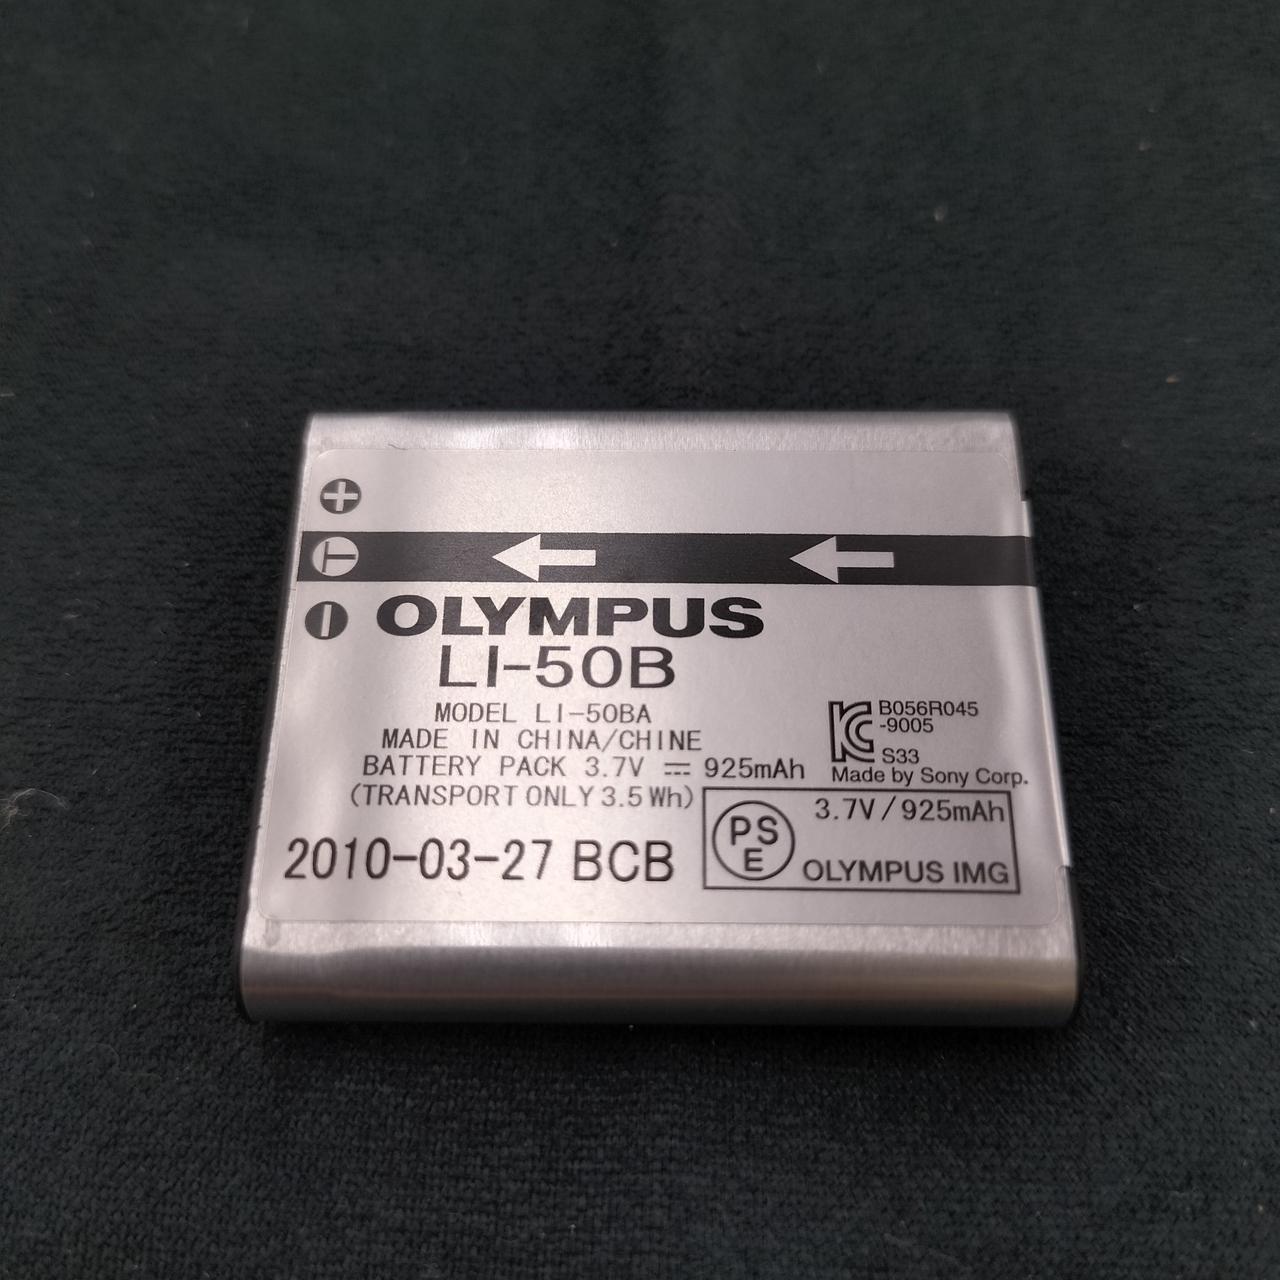 +
T
-
OLYMPUS
LI-50B
MODEL LI-50BA
MADE IN CHINA/CHINE
BATTERY PACK 3.7V ⎓ 925mAh
(TRANSPORT ONLY 3.5 Wh)
2010-03-27 BCB
KC
B056R045
-9005
S33
Made by Sony Corp.
PSE
3.7V/925mAh
OLYMPUS IMG